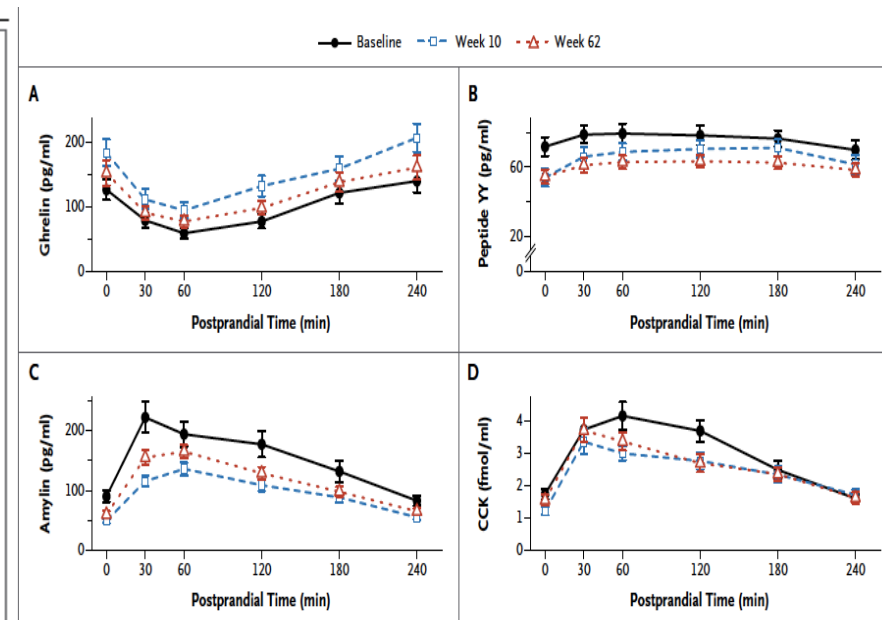 Baseline Week 10 Week 62
A
Ghrelin (pg/ml)
200
100
0
0 30 60 120 180 240
Postprandial Time (min)
B
Peptide YY (pg/ml)
60
20
0
0 30 60 120 180 240
Postprandial Time (min)
C
Amylin (pg/ml)
200
100
0
0 30 60 120 180 240
Postprandial Time (min)
D
CCK (fmol/ml)
4
3
2
1
0
0 30 60 120 180 240
Postprandial Time (min)